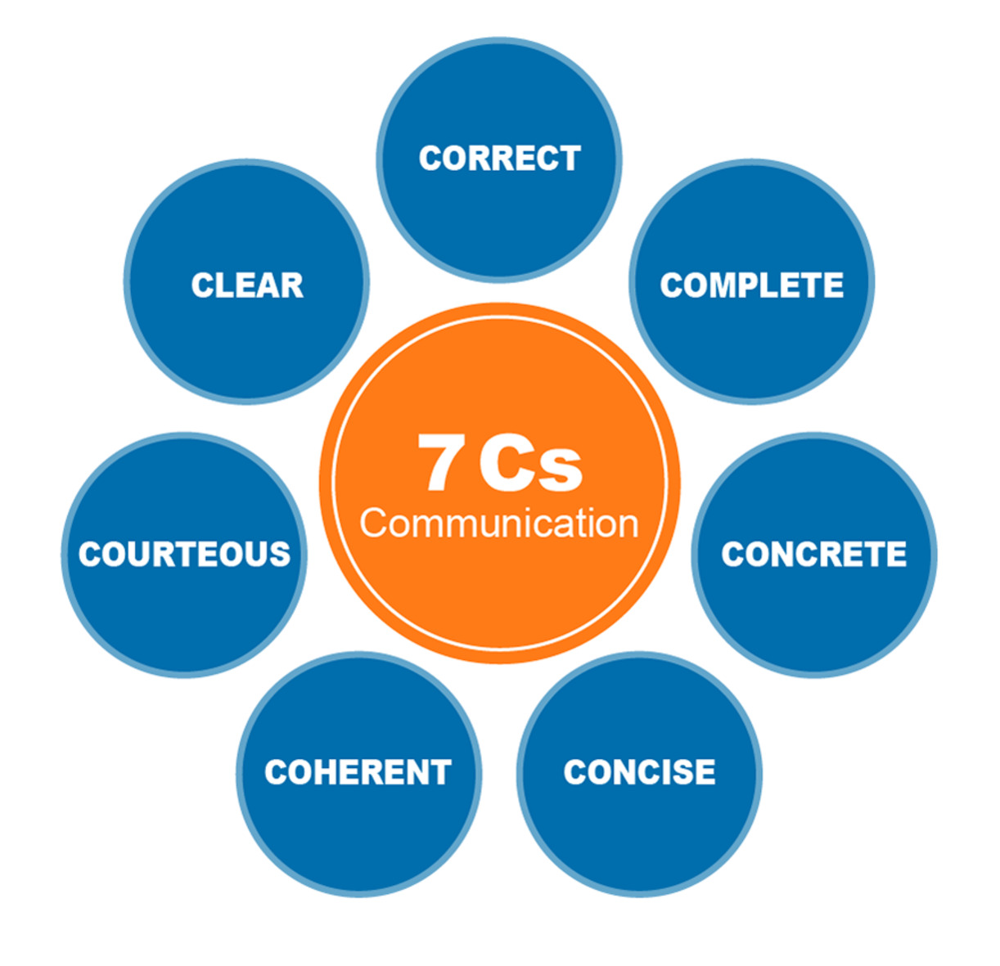 CORRECT
CLEAR
COMPLETE
7 Cs
Communication
COURTEOUS
CONCRETE
COHERENT
CONCISE